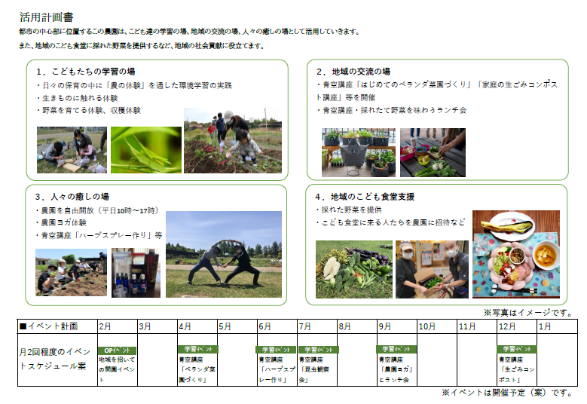 活用計画書
都市の中心部に位置するこの農園は、こども達の学習の場、地域の交流の場、人々の癒しの場として活用していきます。
また、地域のこども食堂に採れた野菜を提供するなど、地域の社会貢献に役立てます。
１．こどもたちの学習の場
・日々の保育の中に「農の体験」を通した環境学習の実践
・生きものに触れる体験
・野菜を育てる体験、収穫体験
２．地域の交流の場
・青空講座「はじめてのベランダ菜園づくり」「家庭の生ごみコンポスト講座」等を開催
・青空講座・採れたて野菜を味わうランチ会
３．人々の癒しの場
・農園を自由開放（平日10時～17時）
・農園ヨガ体験
・青空講座「ハーブスプレー作り」等
４．地域のこども食堂支援
・採れた野菜を提供
・こども食堂に来る人たちを農園に招待など
※写真はイメージです。
■イベント計画 2月 3月 4月 5月 6月 7月 8月 9月 10月 11月 12月 1月
月2回程度のイベントスケジュール案
OPイベント
地域を招いての開園イベント
学習イベント
青空講座「ベランダ菜園づくり」
学習イベント
青空講座「ハーブスプレー作り」
学習イベント
青空講座「昆虫観察会」
学習イベント
青空講座「農園ヨガ」とランチ会
学習イベント
青空講座「生ごみコンポスト」
※イベントは開催予定（案）です。